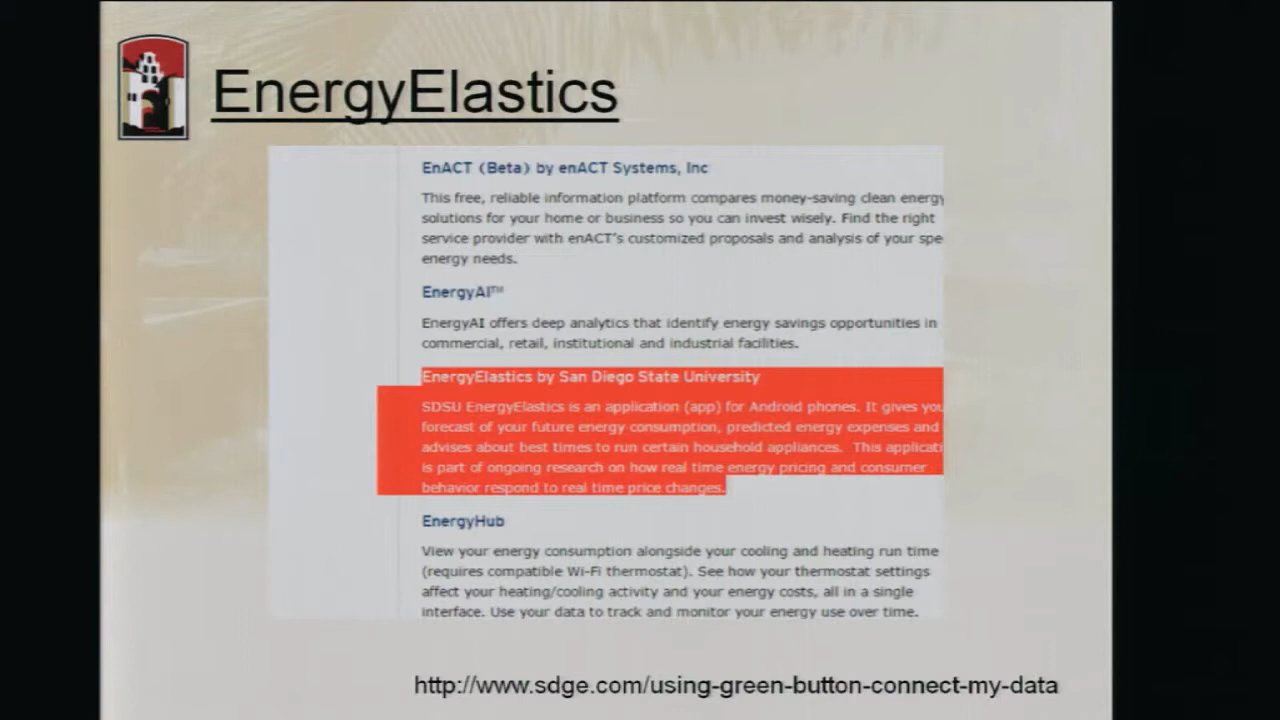 EnergyElastics
EnACT (Beta) by enACT Systems, Inc
This free, reliable information platform compares money-saving clean energy
solutions for your home or business so you can invest wisely. Find the right
service provider with enACT's customized proposals and analysis of your spe
energy needs.
EnergyAI™
EnergyAI offers deep analytics that identify energy savings opportunities in
commercial, retail, institutional and industrial facilities.
EnergyElastics by San Diego State University
SDSU EnergyElastics is an application (app) for Android phones. It gives you
forecast of your future energy consumption, predicted energy expenses and
advises about best times to run certain household appliances. This applicati
is part of ongoing research on how real time energy pricing and consumer
behavior respond to real time price changes.
EnergyHub
View your energy consumption alongside your cooling and heating run time
(requires compatible Wi-Fi thermostat). See how your thermostat settings
affect your heating/cooling activity and your energy costs, all in a single
interface. Use your data to track and monitor your energy use over time.
http://www.sdge.com/using-green-button-connect-my-data